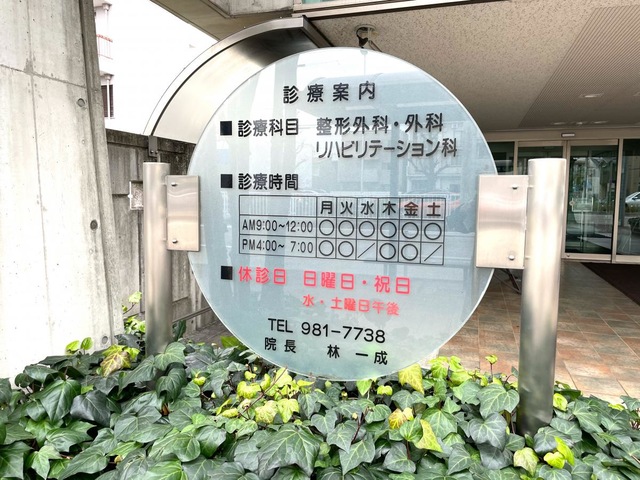 診療案内
■診療科目 整形外科・外科
リハビリテーション科
■診療時間
月火水木金土
AM9:00~12:00 ○○○○○○
PM4:00~ 7:00 ○○/○○/
■休診日 日曜日・祝日
水・土曜日午後
TEL 981-7738
院長 林 一成